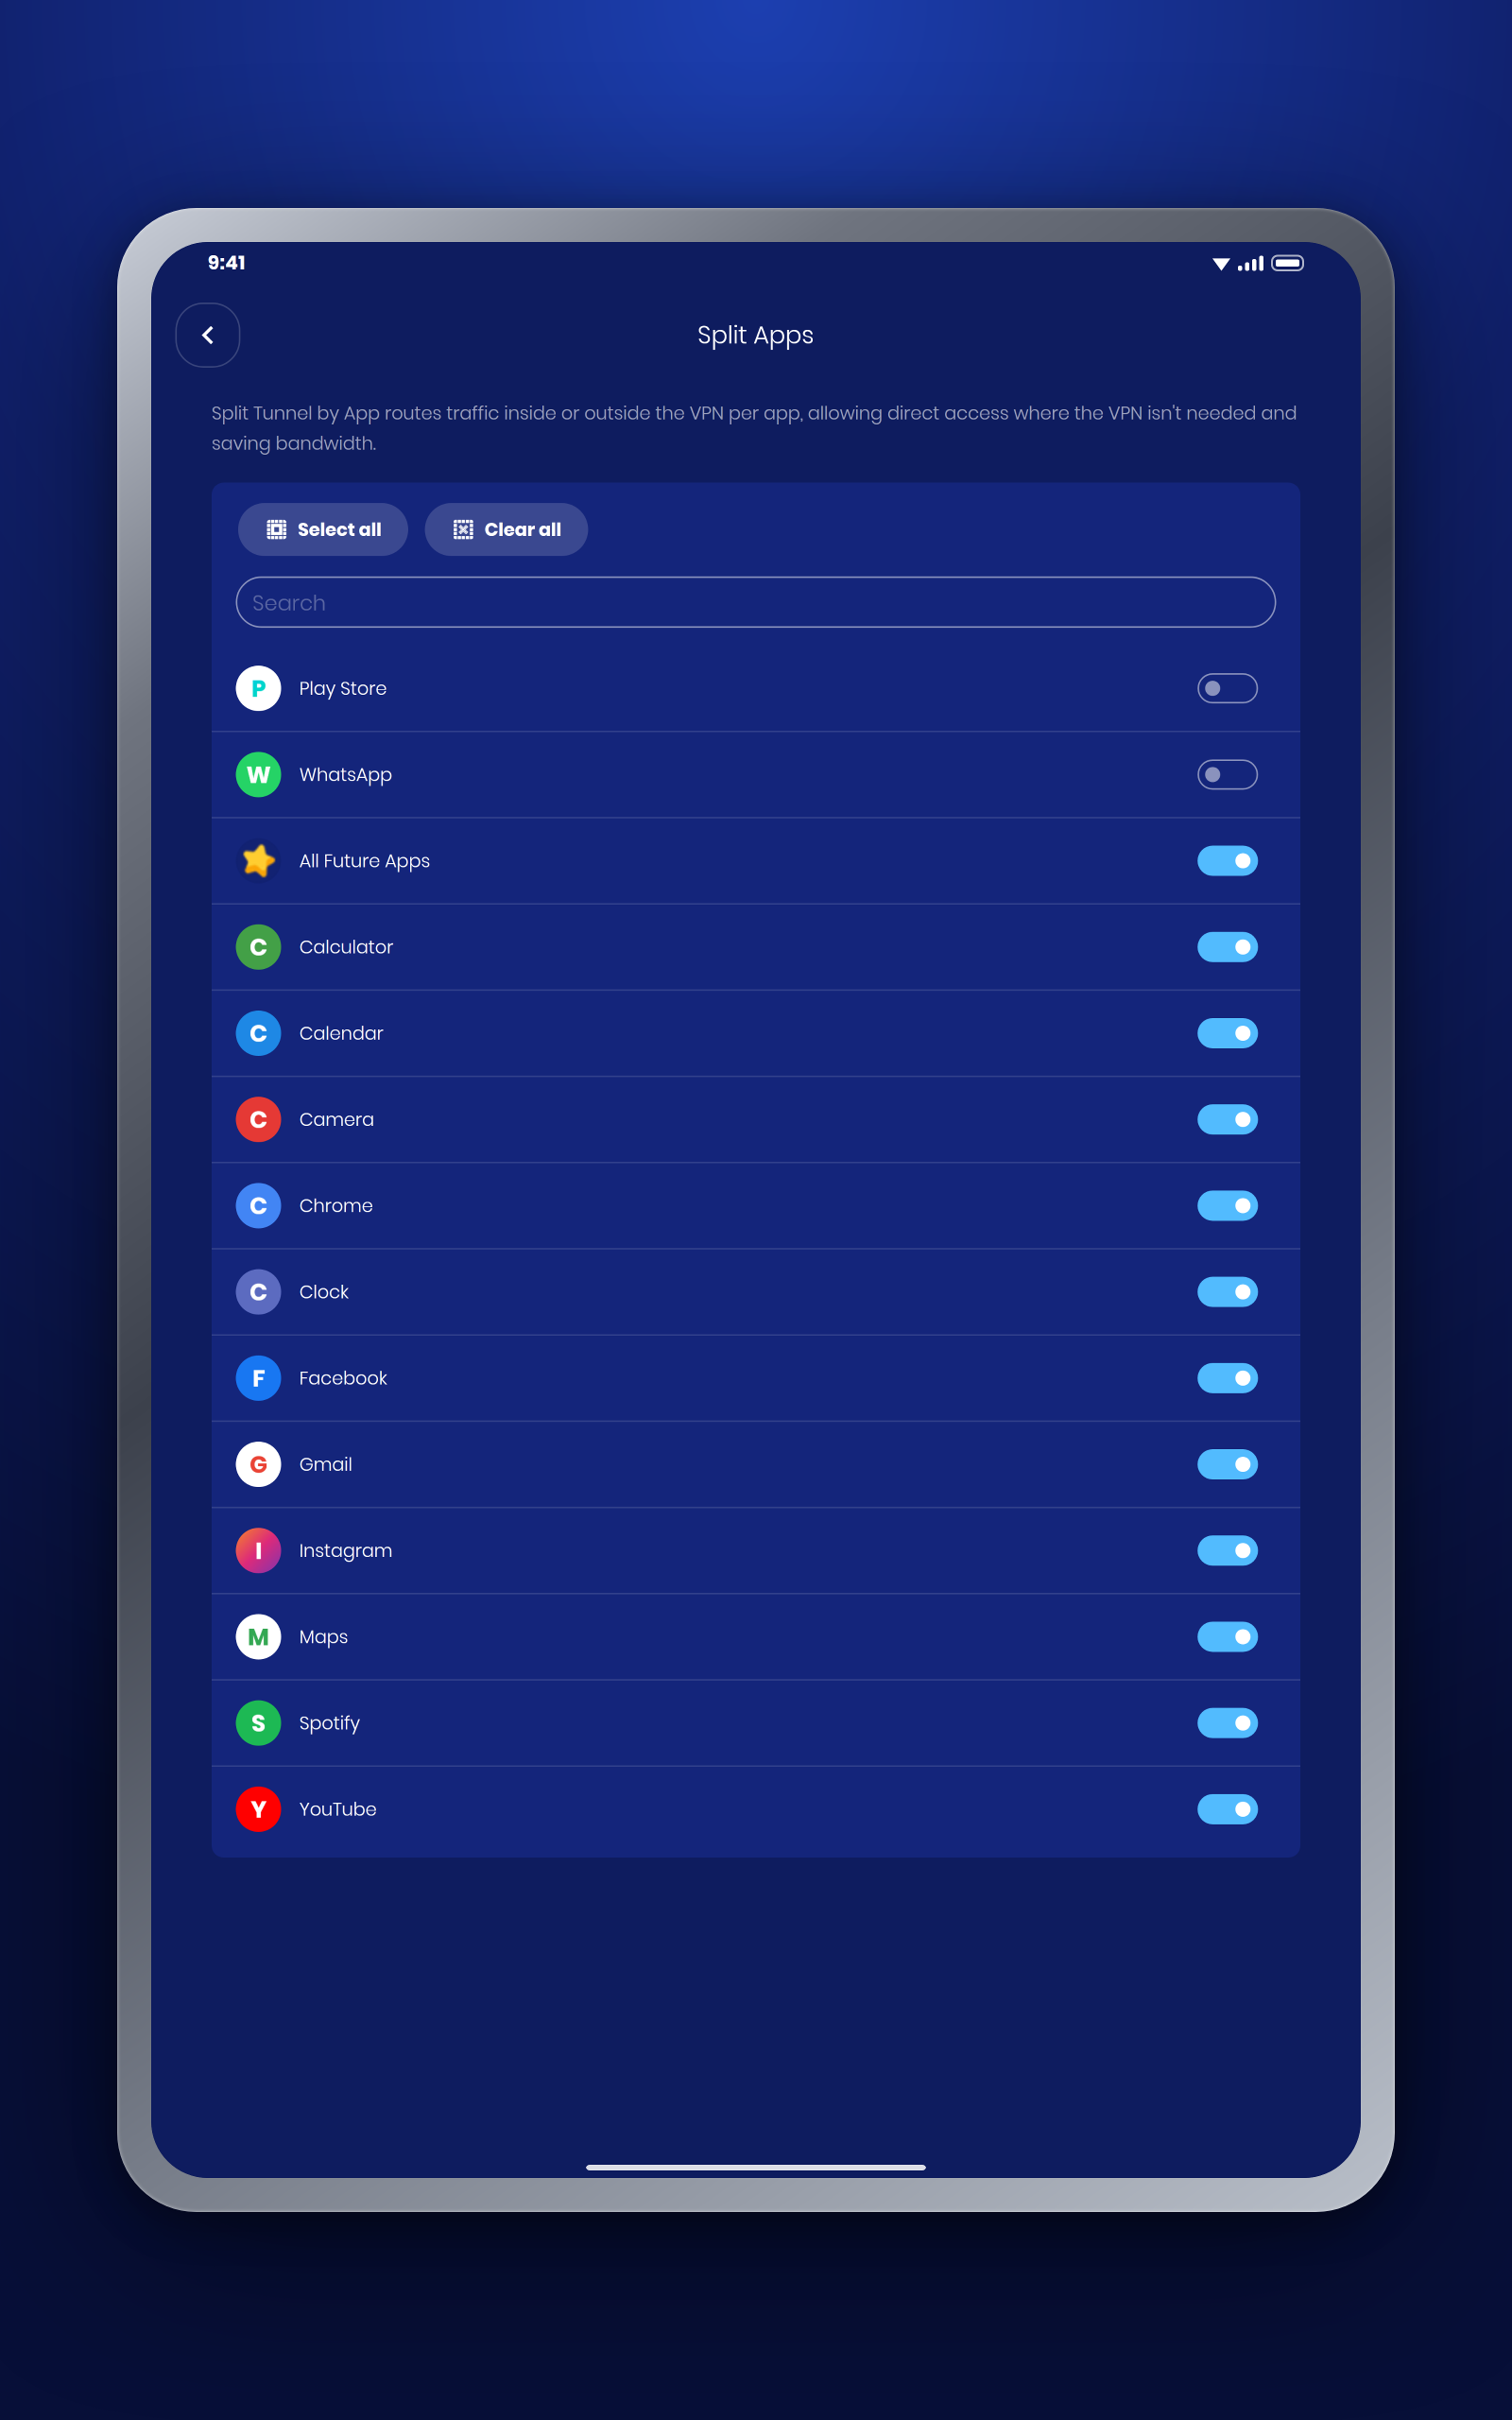 9:41
Split Apps
Split Tunnel by App routes traffic inside or outside the VPN per app, allowing direct access where the VPN isn't needed and
saving bandwidth.
Select all
Clear all
Search
P Play Store
W WhatsApp
All Future Apps
C Calculator
C Calendar
C Camera
C Chrome
C Clock
F Facebook
G Gmail
I Instagram
M Maps
S Spotify
Y YouTube